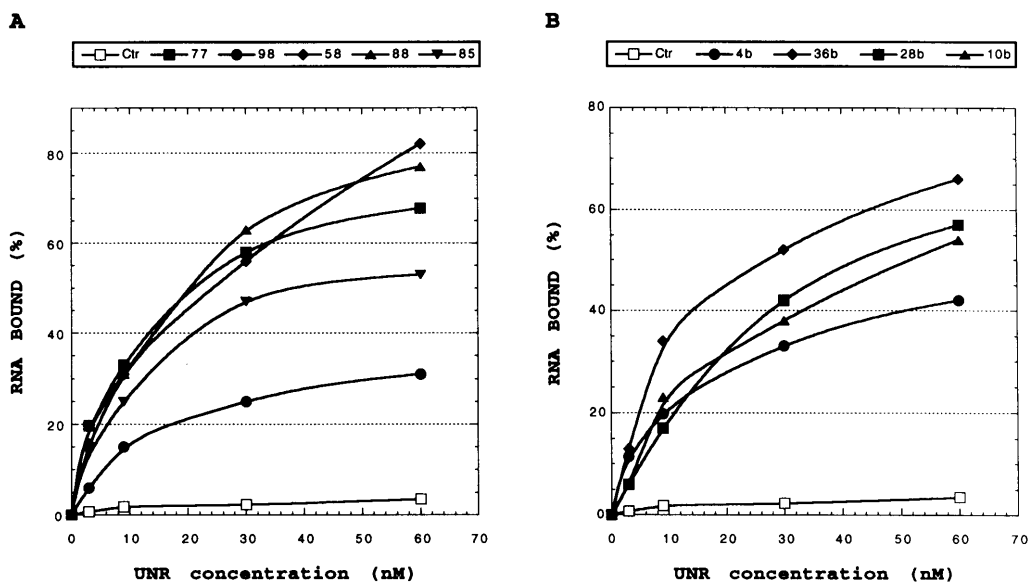 A
B
Ctr 77 98 58 88 85
Ctr 4b 36b 28b 10b
RNA BOUND (%)
80
60
40
20
0
0 10 20 30 40 50 60 70
UNR concentration (nM)
RNA BOUND (%)
80
60
40
20
0
0 10 20 30 40 50 60 70
UNR concentration (nM)